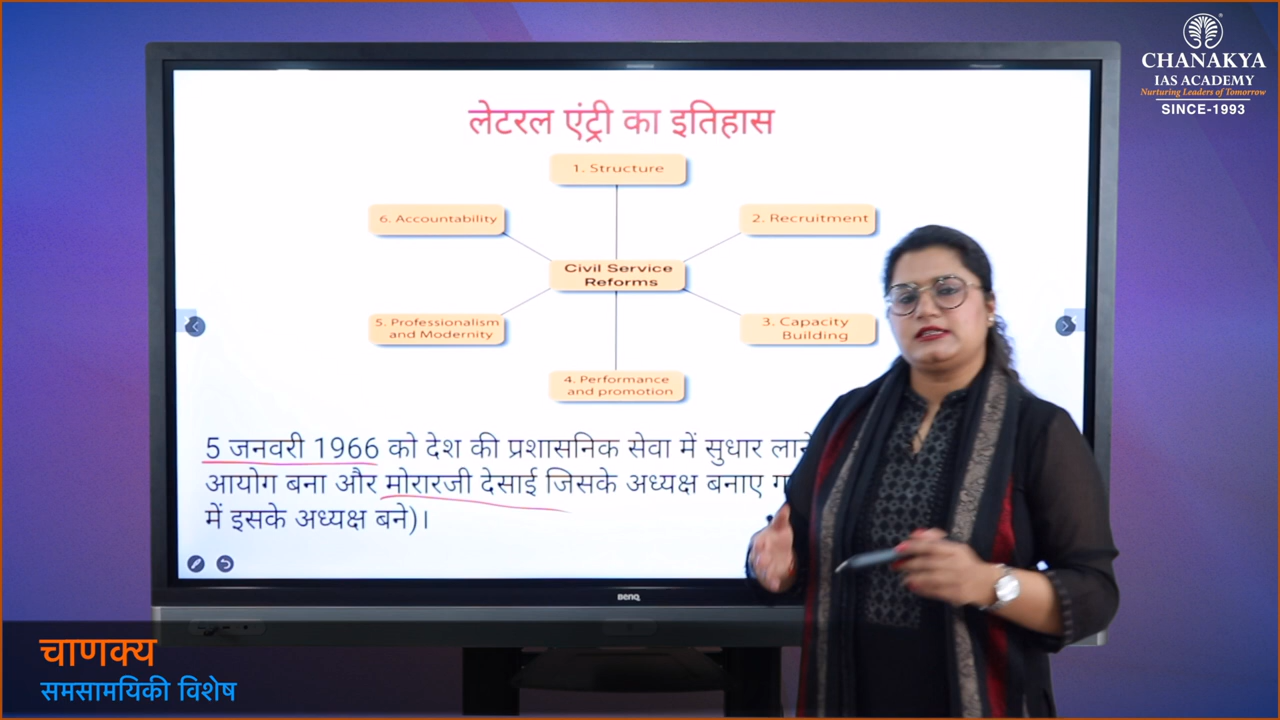 CHANAKYA
IAS ACADEMY
Nurturing Leaders of Tomorrow
SINCE-1993
लेटरल एंट्री का इतिहास
1. Structure
6. Accountability
2. Recruitment
Civil Service
Reforms
5. Professionalism
and Modernity
3. Capacity
Building
4. Performance
and promotion
5 जनवरी 1966 को देश की प्रशासनिक सेवा में सुधार लाने
आयोग बना और मोरारजी देसाई जिसके अध्यक्ष बनाए
में इसके अध्यक्ष बने)।
BenQ
चाणक्य
समसामयिकी विशेष